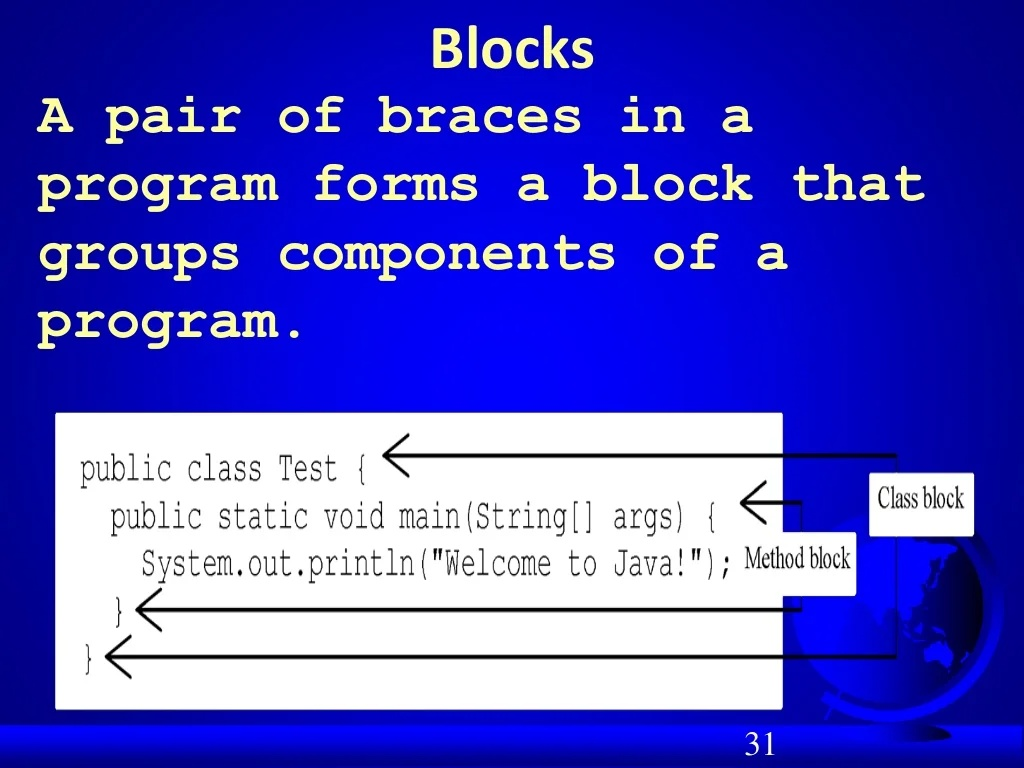 Blocks
A pair of braces in a
program forms a block that
groups components of a
program.
public class Test {
Class block
public static void main(String[] args) {
System.out.println("Welcome to Java!");
Method block
}
}
31